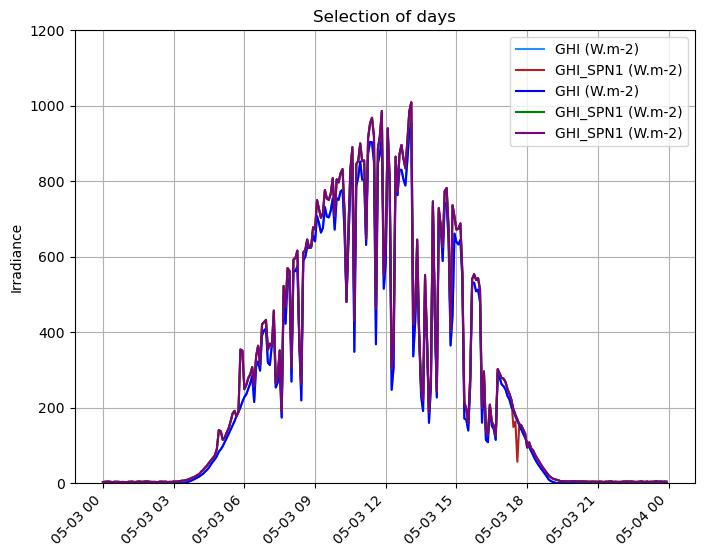 Selection of days
1200
1000
800
600
400
200
0
Irradiance
GHI (W.m-2)
GHI_SPN1 (W.m-2)
GHI (W.m-2)
GHI_SPN1 (W.m-2)
GHI_SPN1 (W.m-2)
05-03 00
05-03 03
05-03 06
05-03 09
05-03 12
05-03 15
05-03 18
05-03 21
05-04 00